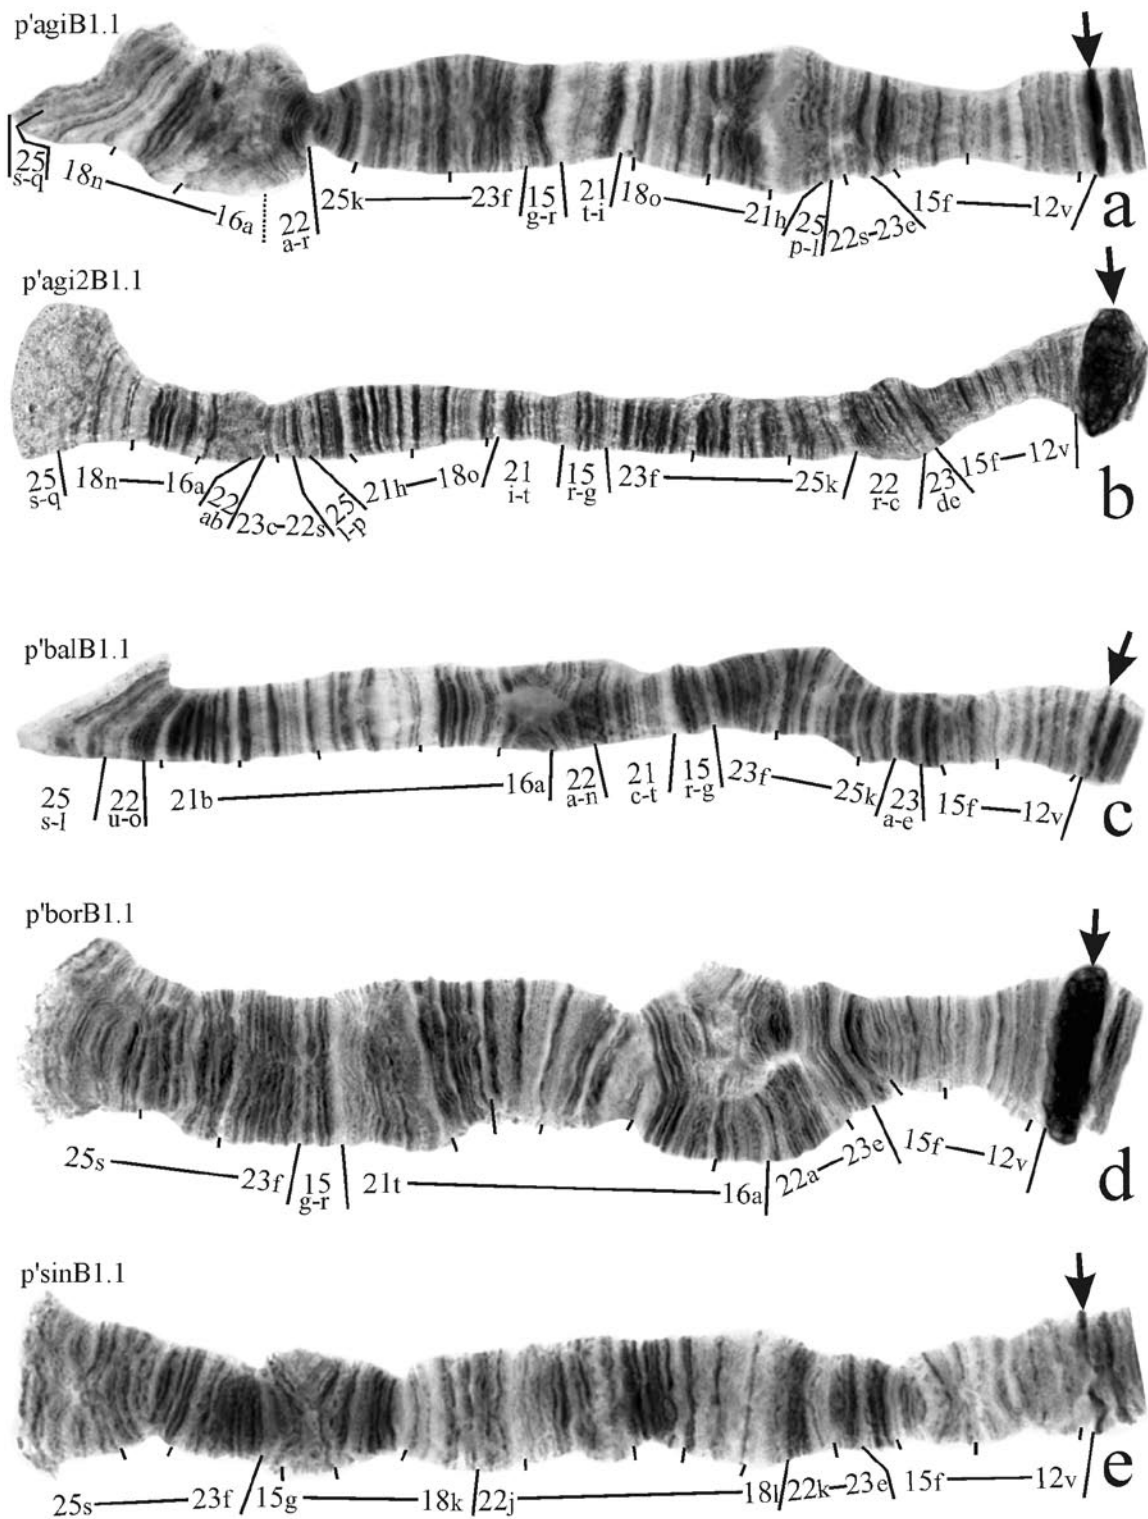 p'agiB1.1
25 s-q 18n 16a 22 a-r 25k 23f 15 g-r 21 t-i 18o 21h 25 p-l 22s-23e 15f 12v
a
p'agi2B1.1
25 s-q 18n 16a 22 ab 23c-22s 25 l-p 21h 18o 21 i-t 15 r-g 23f 25k 22 r-c 23 de 15f 12v
b
p'balB1.1
25 s-l 22 u-o 21b 16a 22 a-n 21 c-t 15 r-g 23f 25k 23 a-e 15f 12v
c
p'borB1.1
25s 23f 15 g-r 21t 16a 22a 23e 15f 12v
d
p'sinB1.1
25s 23f 15g 18k 22j 18l 22k 23e 15f 12v
e